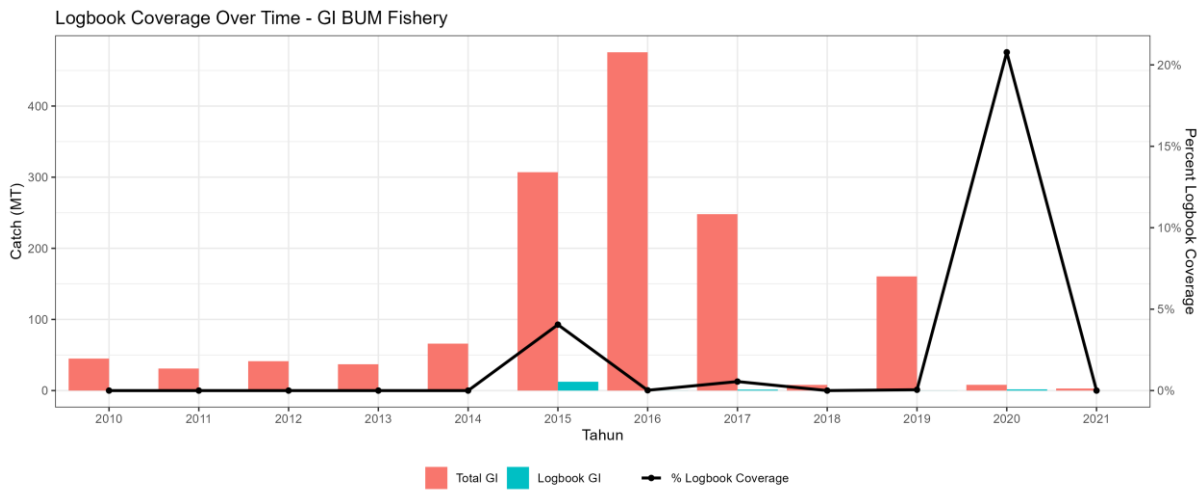 Logbook Coverage Over Time - GI BUM Fishery
Catch (MT)
400
300
200
100
0
20%
15%
10%
5%
0%
Percent Logbook Coverage
2010 2011 2012 2013 2014 2015 2016 2017 2018 2019 2020 2021
Tahun
Total GI Logbook GI % Logbook Coverage